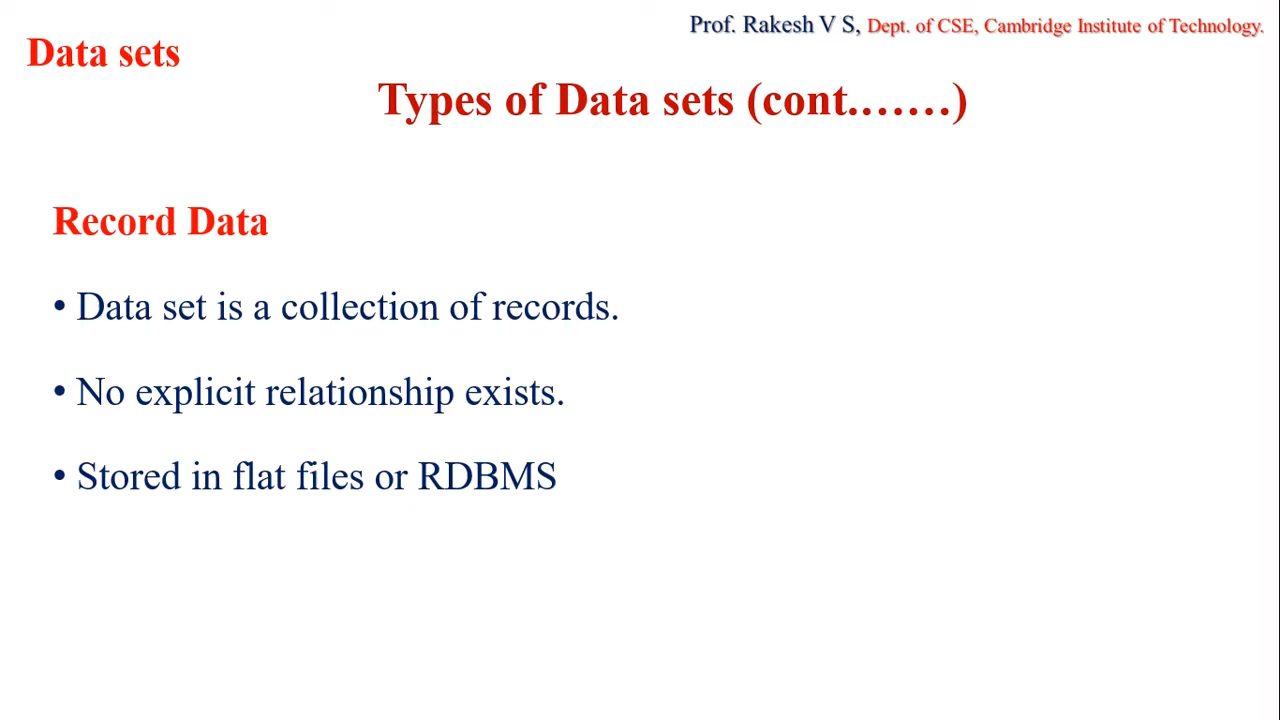 Prof. Rakesh V S, Dept. of CSE, Cambridge Institute of Technology.
Data sets
Types of Data sets (cont.……)
Record Data
• Data set is a collection of records.
• No explicit relationship exists.
• Stored in flat files or RDBMS